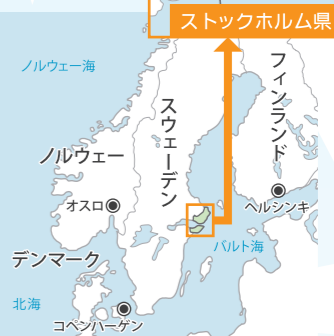 ストックホルム県
ノルウェー海
フィンランド
スウェーデン
ノルウェー
オスロ
ヘルシンキ
バルト海
デンマーク
北海
コペンハーゲン